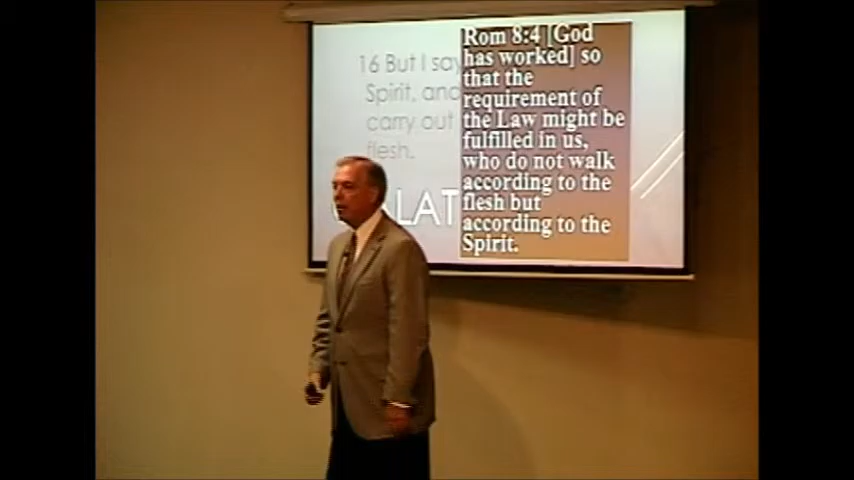 16 But I say
Spirit, and
carry out
flesh.
ALAT
Rom 8:4 [God
has worked] so
that the
requirement of
the Law might be
fulfilled in us,
who do not walk
according to the
flesh but
according to the
Spirit.